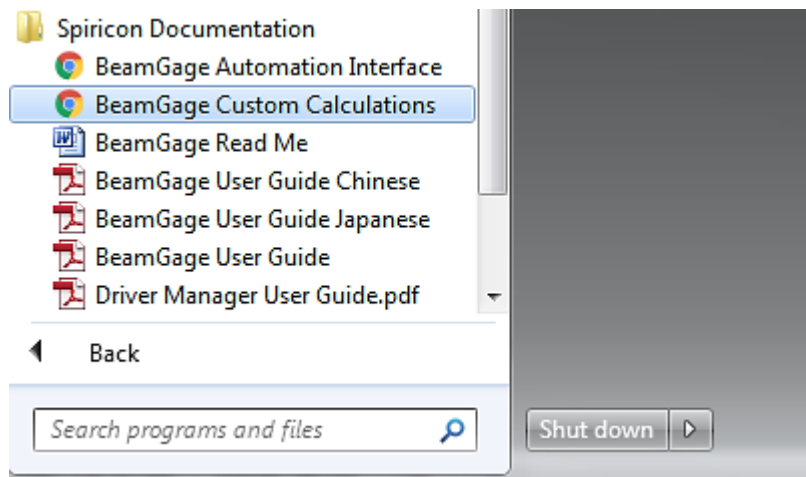 Spiricon Documentation
BeamGage Automation Interface
BeamGage Custom Calculations
BeamGage Read Me
BeamGage User Guide Chinese
BeamGage User Guide Japanese
BeamGage User Guide
Driver Manager User Guide.pdf
Back
Search programs and files
Shut down